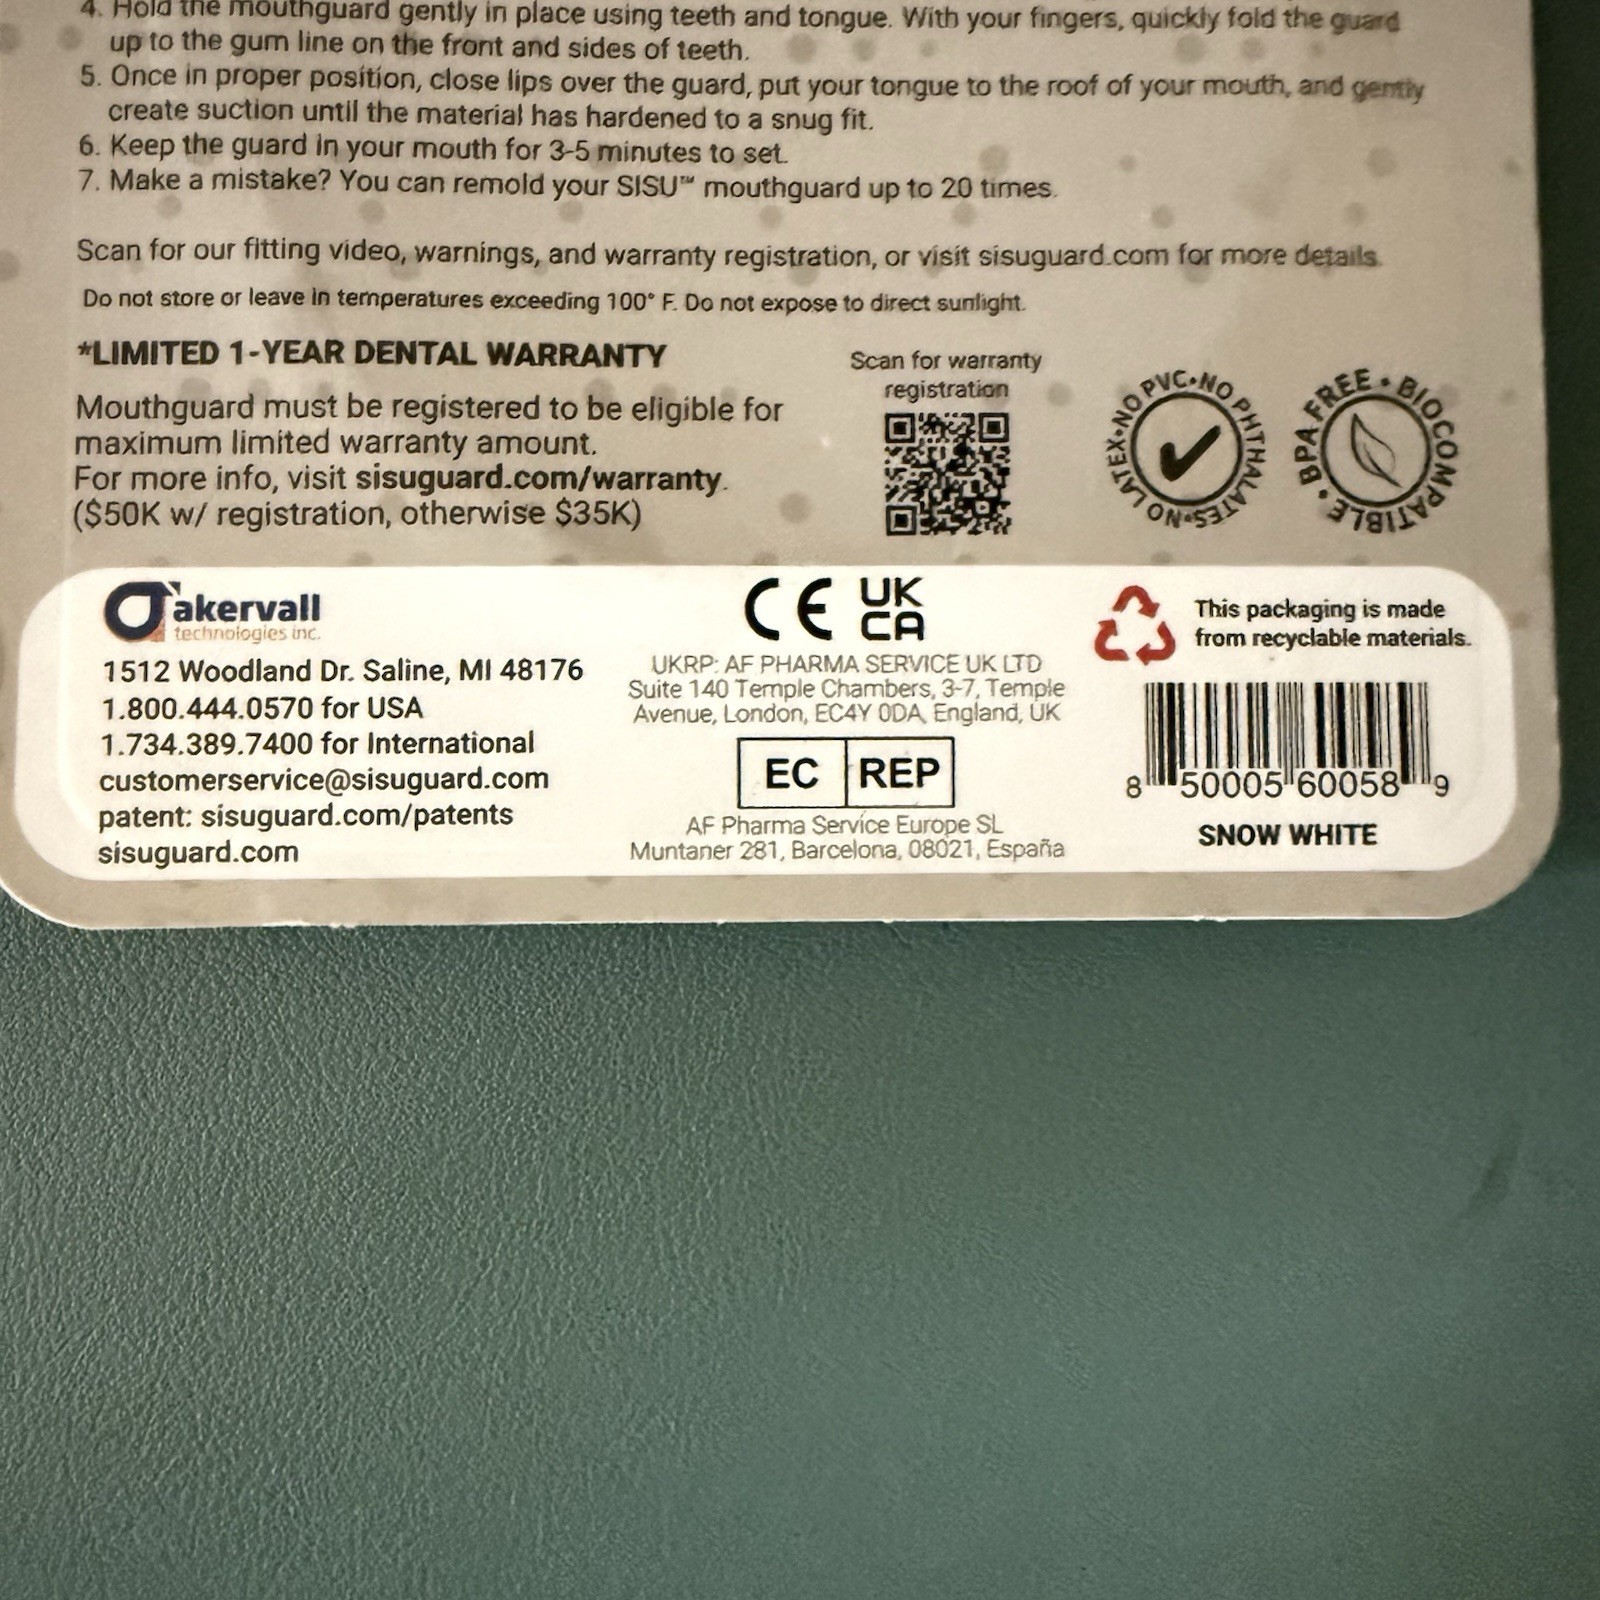 4. Hold the mouthguard gently in place using teeth and tongue. With your fingers, quickly fold the guard
up to the gum line on the front and sides of teeth.
5. Once in proper position, close lips over the guard, put your tongue to the roof of your mouth, and gently
create suction until the material has hardened to a snug fit.
6. Keep the guard in your mouth for 3-5 minutes to set.
7. Make a mistake? You can remold your SISU™ mouthguard up to 20 times.
Scan for our fitting video, warnings, and warranty registration, or visit sisuguard.com for more details.
Do not store or leave in temperatures exceeding 100° F. Do not expose to direct sunlight.
*LIMITED 1-YEAR DENTAL WARRANTY
Mouthguard must be registered to be eligible for
maximum limited warranty amount.
For more info, visit sisuguard.com/warranty.
($50K w/ registration, otherwise $35K)
Scan for warranty
registration
NO PVC•NO PHTHALATES•NO LATEX•
BPA FREE • BIOCOMPATIBLE •
akervall
technologies inc.
1512 Woodland Dr. Saline, MI 48176
1.800.444.0570 for USA
1.734.389.7400 for International
customerservice@sisuguard.com
patent: sisuguard.com/patents
sisuguard.com
CE UK
CA
UKRP: AF PHARMA SERVICE UK LTD
Suite 140 Temple Chambers, 3-7, Temple
Avenue, London, EC4Y 0DA, England, UK
EC REP
AF Pharma Service Europe SL
Muntaner 281, Barcelona, 08021, España
This packaging is made
from recyclable materials.
8 50005 60058 9
SNOW WHITE